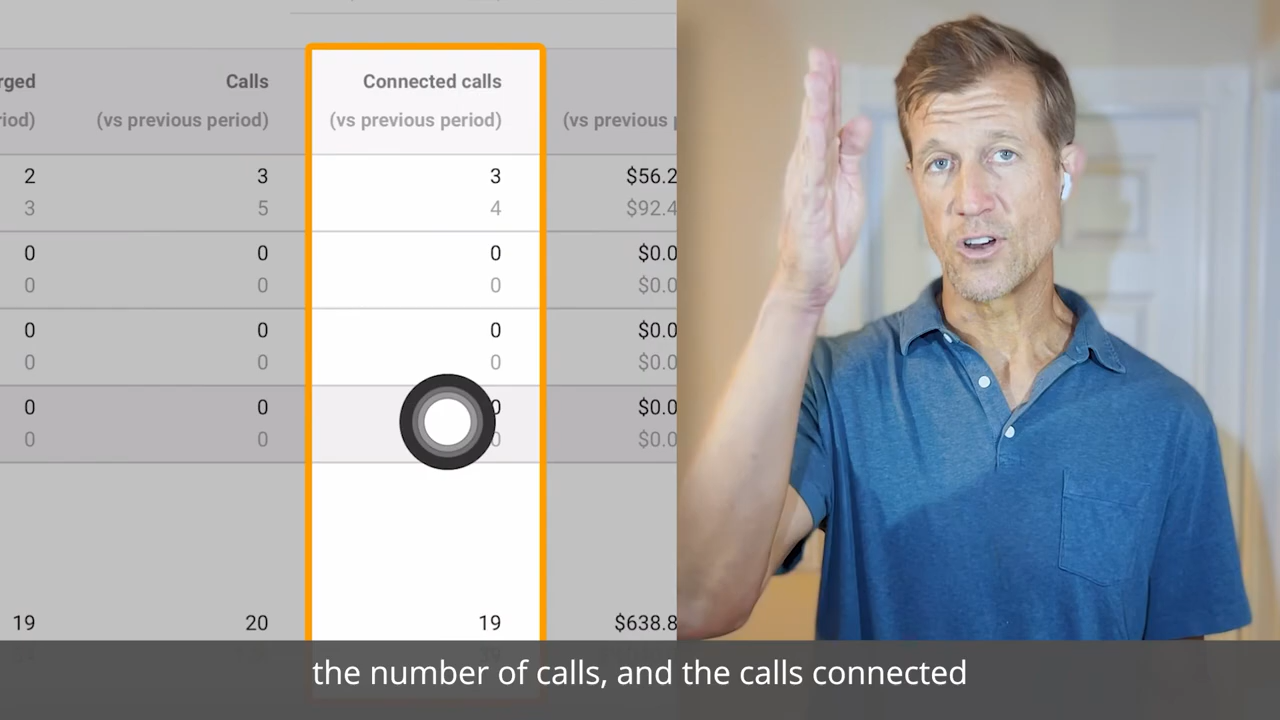 rged Calls Connected calls
iod) (vs previous period) (vs previous period) (vs previous
2 3 3 $56.2
3 5 4 $92.4
0 0 0 $0.0
0 0 0 $0.0
0 0 0 $0.0
0 0 0 $0.0
0 0 0 $0.0
0 0 0 $0.0
19 20 19 $638.8
the number of calls, and the calls connected